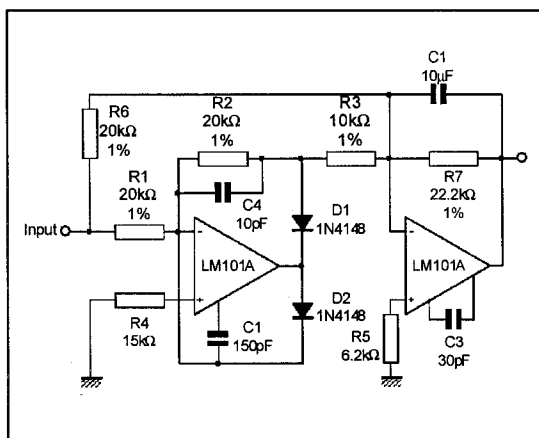 C1
10µF
R6
20kΩ
1%
R2
20kΩ
1%
R3
10kΩ
1%
R1
20kΩ
1%
R7
22.2kΩ
1%
C4
10pF
Input
D1
1N4148
-
LM101A
+
-
LM101A
+
D2
1N4148
R4
15kΩ
C1
150pF
R5
6.2kΩ
C3
30pF